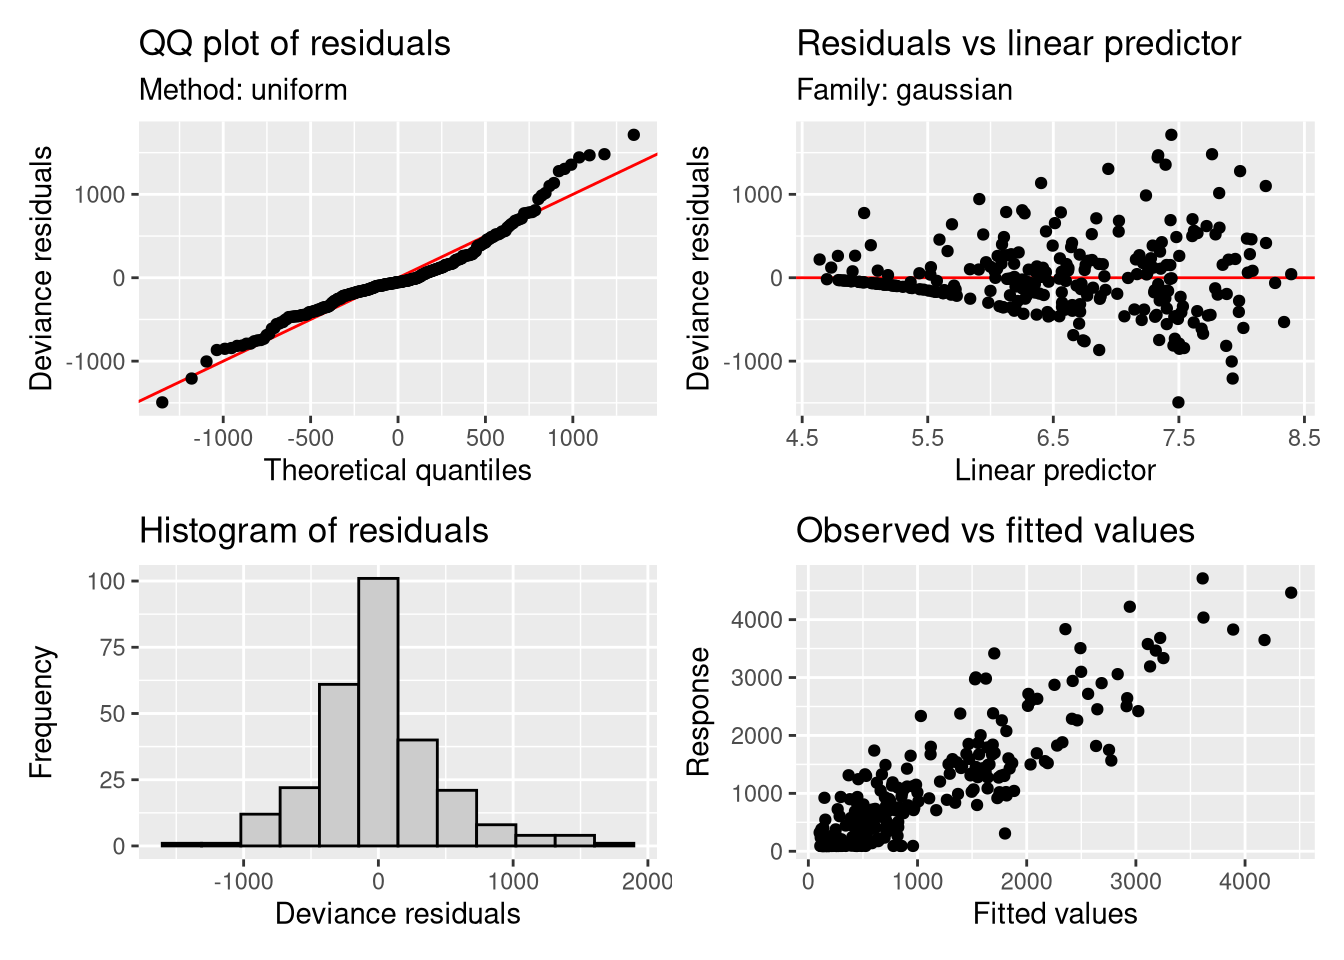 QQ plot of residuals
Method: uniform
Deviance residuals
1000
0
-1000
-1000
-500
0
500
1000
Theoretical quantiles
Residuals vs linear predictor
Family: gaussian
Deviance residuals
1000
0
-1000
4.5
5.5
6.5
7.5
8.5
Linear predictor
Histogram of residuals
Frequency
100
75
50
25
0
-1000
0
1000
2000
Deviance residuals
Observed vs fitted values
Response
4000
3000
2000
1000
0
0
1000
2000
3000
4000
Fitted values